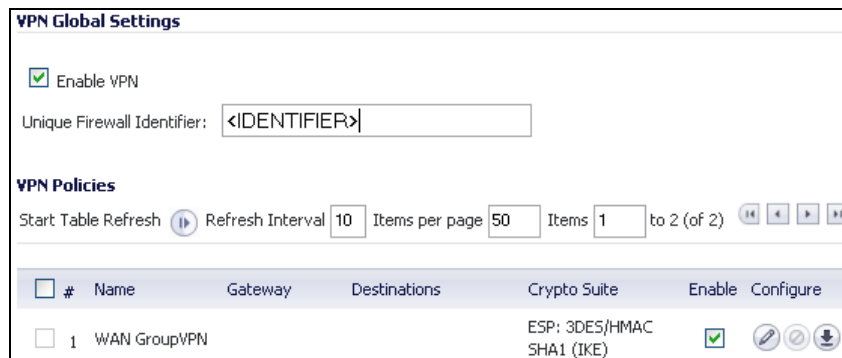 VPN Global Settings
Enable VPN
Unique Firewall Identifier: <IDENTIFIER>
VPN Policies
Start Table Refresh Refresh Interval 10 Items per page 50 Items 1 to 2 (of 2)
# Name Gateway Destinations Crypto Suite Enable Configure
1 WAN GroupVPN ESP: 3DES/HMAC
SHA1 (IKE)